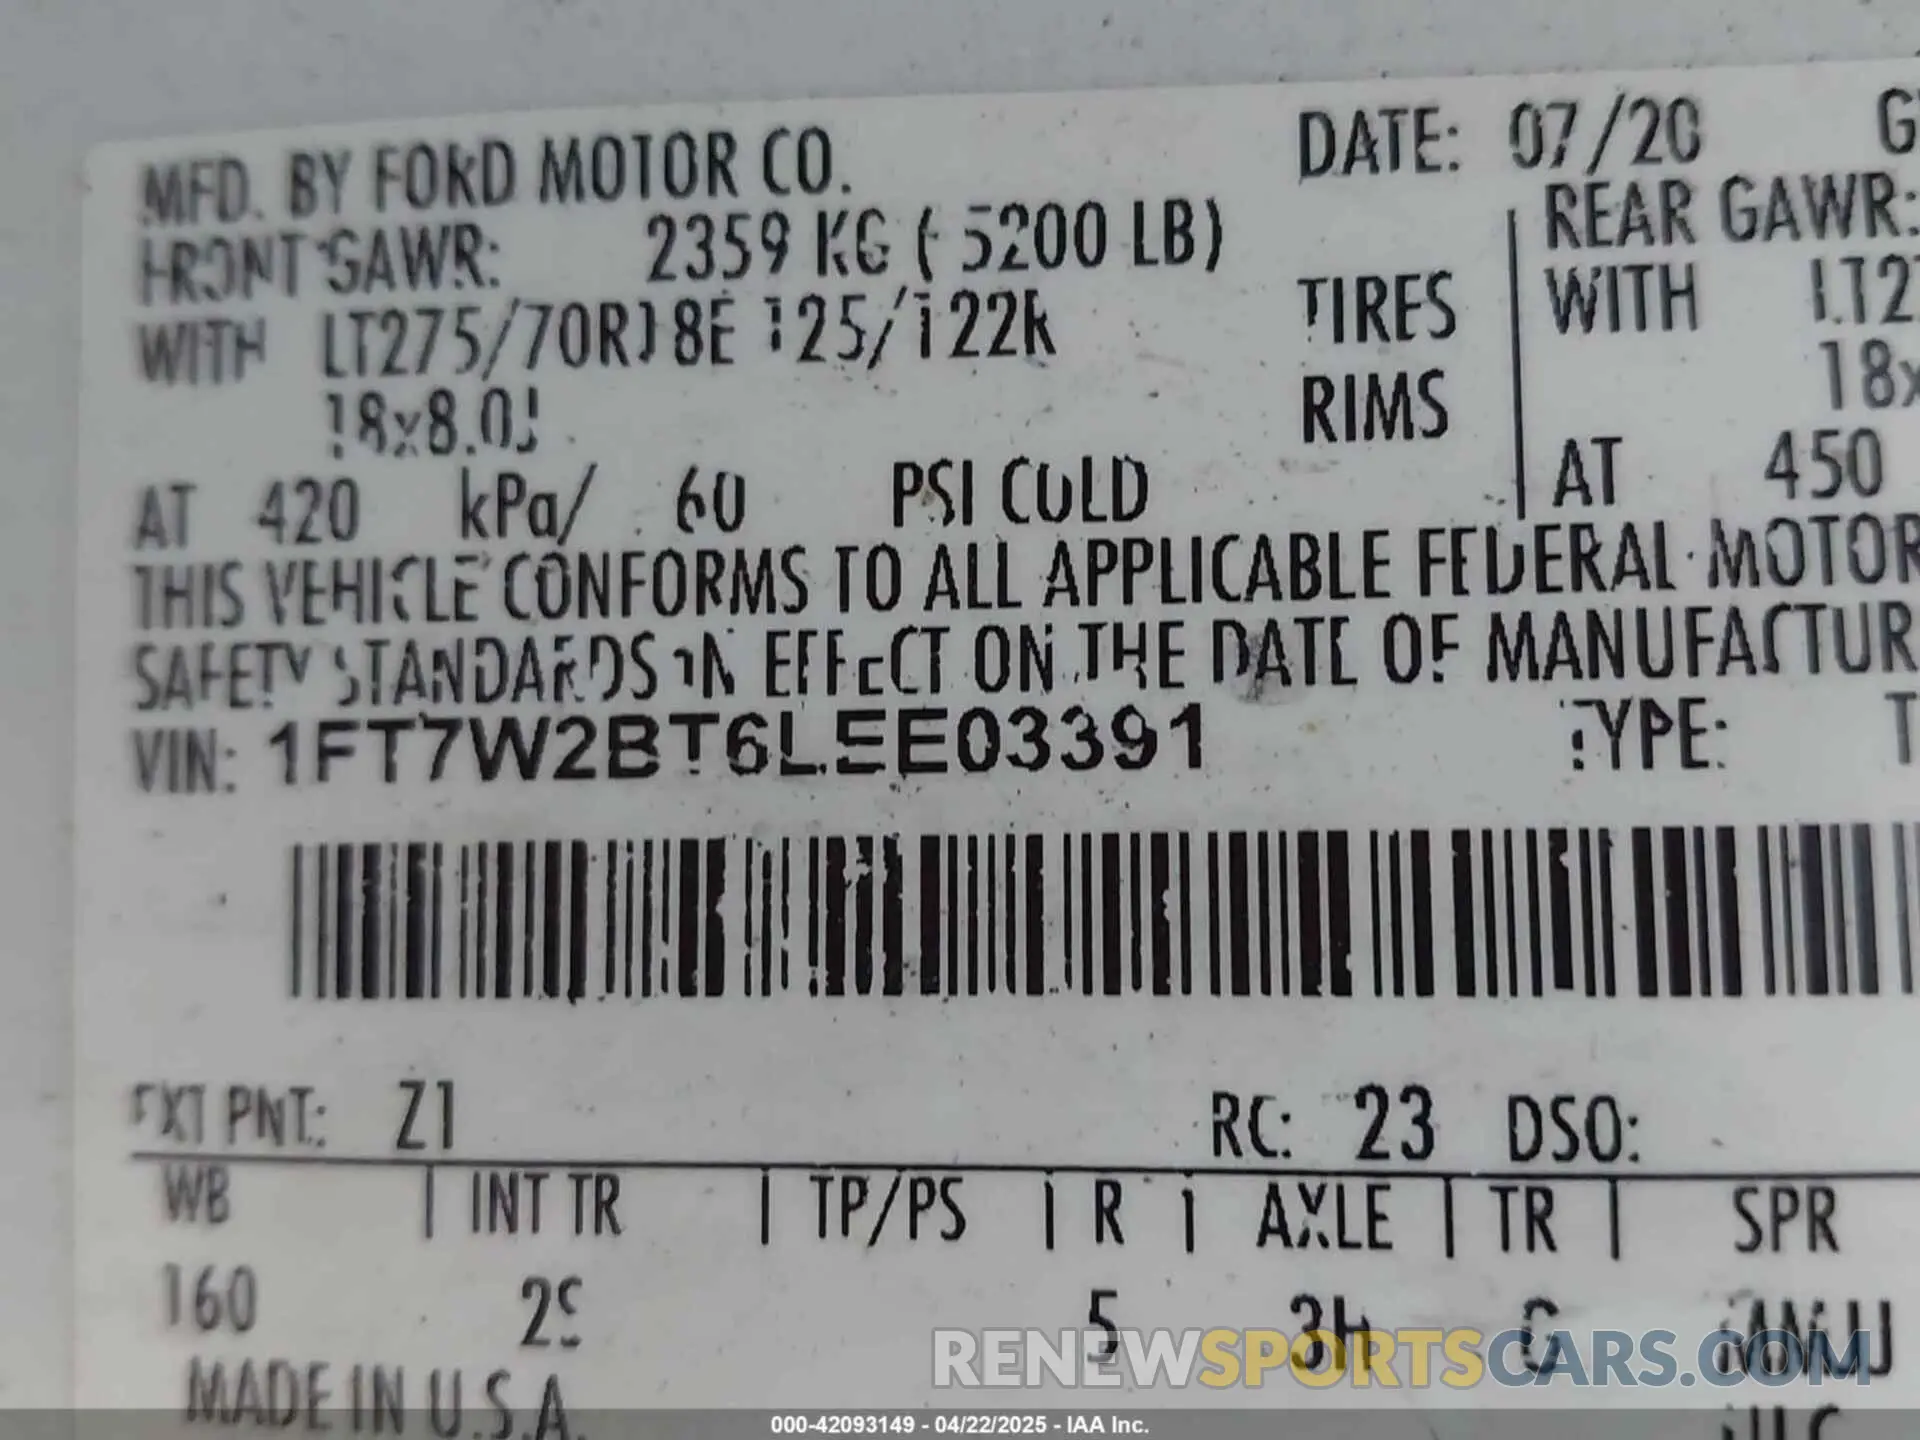 MFD. BY FORD MOTOR CO. DATE: 07/20
FRONT GAWR: 2359 KG ( 5200 LB) REAR GAWR:
WITH LT275/70R18E 125/122R TIRES WITH LT27
18x8.0J RIMS 18x
AT 420 kPa/ 60 PSI COLD AT 450
THIS VEHICLE CONFORMS TO ALL APPLICABLE FEDERAL MOTOR
SAFETY STANDARDS IN EFFECT ON THE DATE OF MANUFACTUR
VIN: 1FT7W2BT6LEE03391 TYPE: T
EXT PNT: Z1 RC: 23 DSO:
WB | INT TR | TP/PS | R | AXLE | TR | SPR
160 5 3H G
MADE IN U.S.A.
RENEWSPORTSCARS.COM
000-42093149 - 04/22/2025 - IAA Inc.